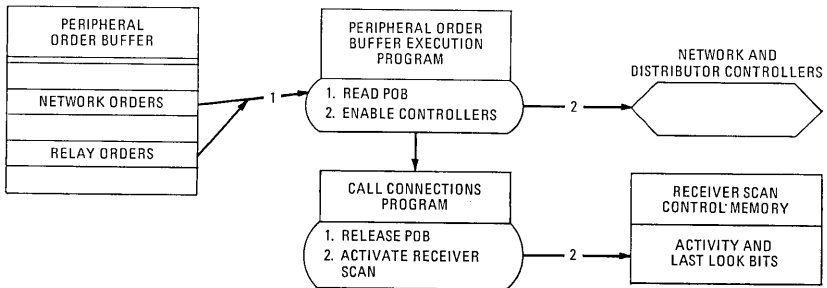 PERIPHERAL
ORDER BUFFER
NETWORK ORDERS
RELAY ORDERS
1
PERIPHERAL ORDER
BUFFER EXECUTION
PROGRAM
1. READ POB
2. ENABLE CONTROLLERS
2
NETWORK AND
DISTRIBUTOR CONTROLLERS
CALL CONNECTIONS
PROGRAM
1. RELEASE POB
2. ACTIVATE RECEIVER
SCAN
2
RECEIVER SCAN
CONTROL MEMORY
ACTIVITY AND
LAST LOOK BITS